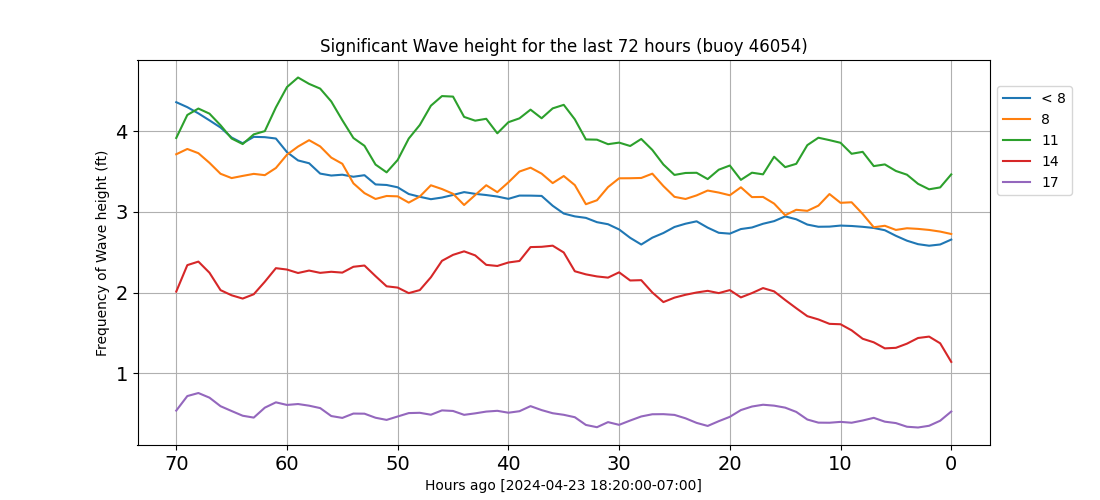 Significant Wave height for the last 72 hours (buoy 46054)
Frequency of Wave height (ft)
4
3
2
1
70 60 50 40 30 20 10 0
Hours ago [2024-04-23 18:20:00-07:00]
< 8
8
11
14
17